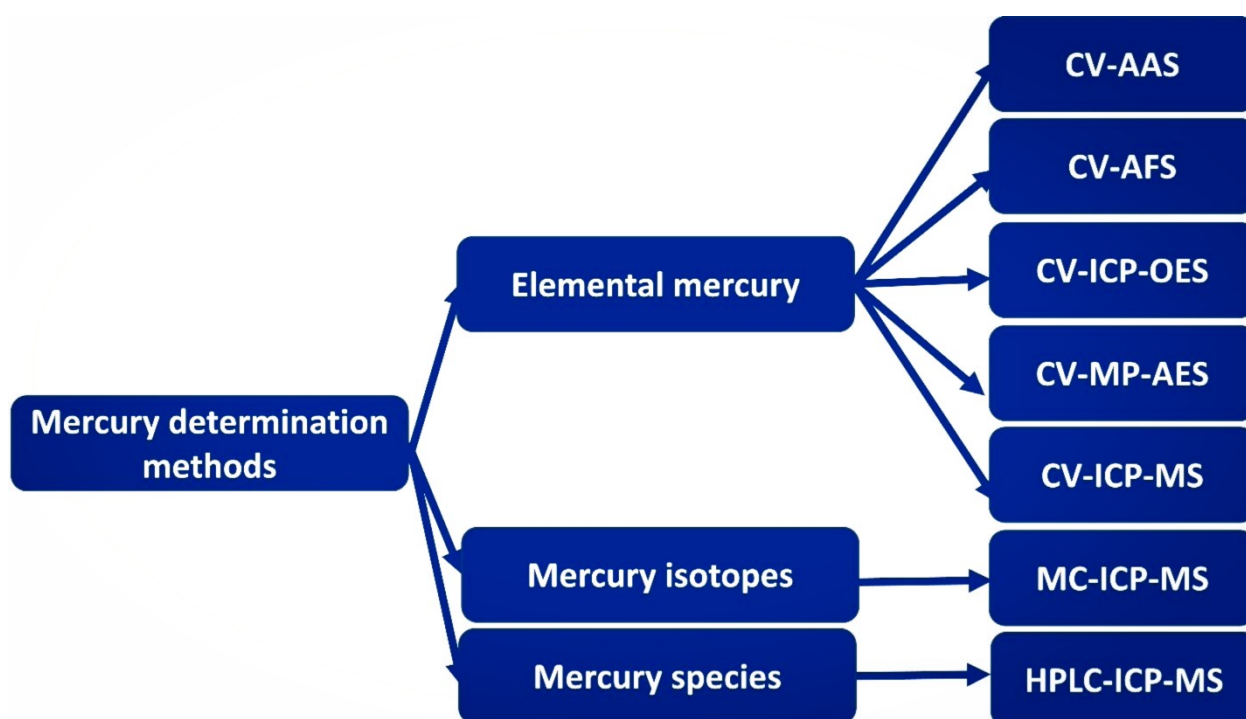 CV-AAS
CV-AFS
Elemental mercury
CV-ICP-OES
CV-MP-AES
Mercury determination
methods
CV-ICP-MS
Mercury isotopes
MC-ICP-MS
Mercury species
HPLC-ICP-MS